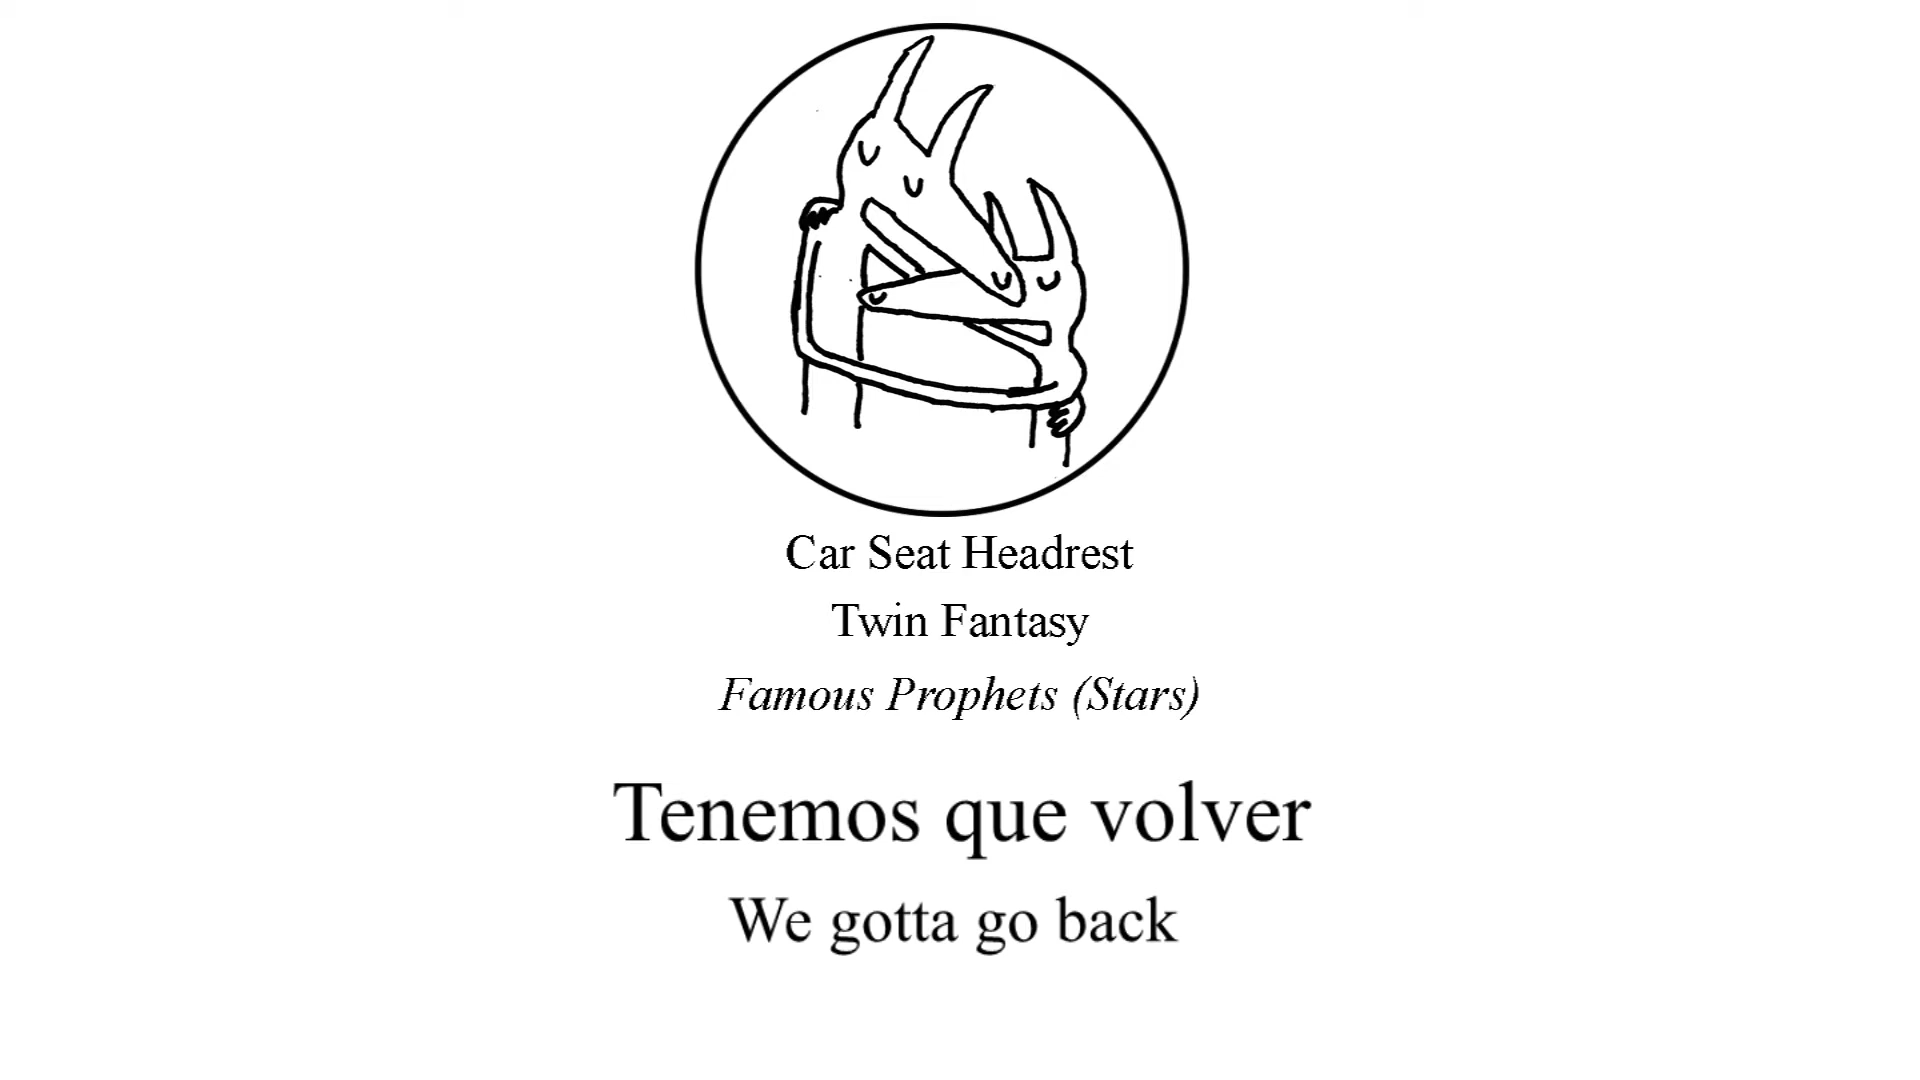 Car Seat Headrest
Twin Fantasy
Famous Prophets (Stars)
Tenemos que volver
We gotta go back